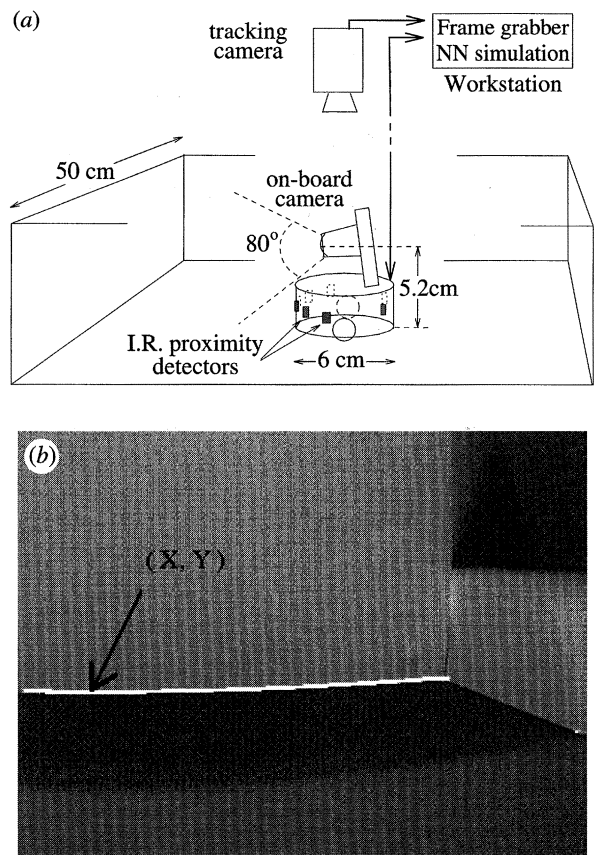 (a)
tracking
camera
Frame grabber
NN simulation
Workstation
50 cm
on-board
camera
80°
5.2cm
I.R. proximity
detectors
6 cm
(b)
(X, Y)